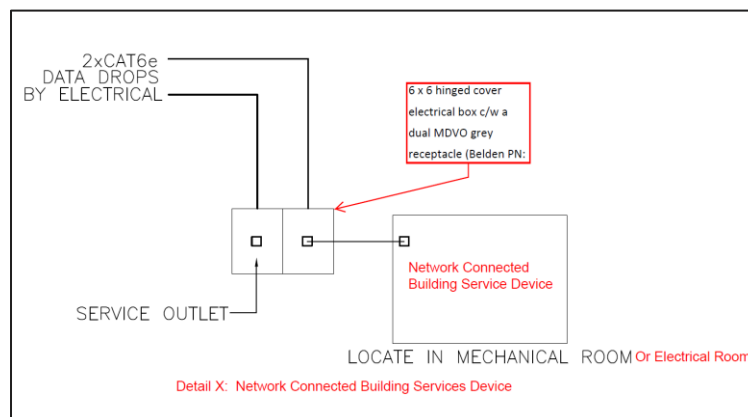 2xCAT6e
DATA DROPS
BY ELECTRICAL
6 x 6 hinged cover
electrical box c/w a
dual MDVO grey
receptacle (Belden PN:
Network Connected
Building Service Device
SERVICE OUTLET
LOCATE IN MECHANICAL ROOM Or Electrical Room
Detail X: Network Connected Building Services Device